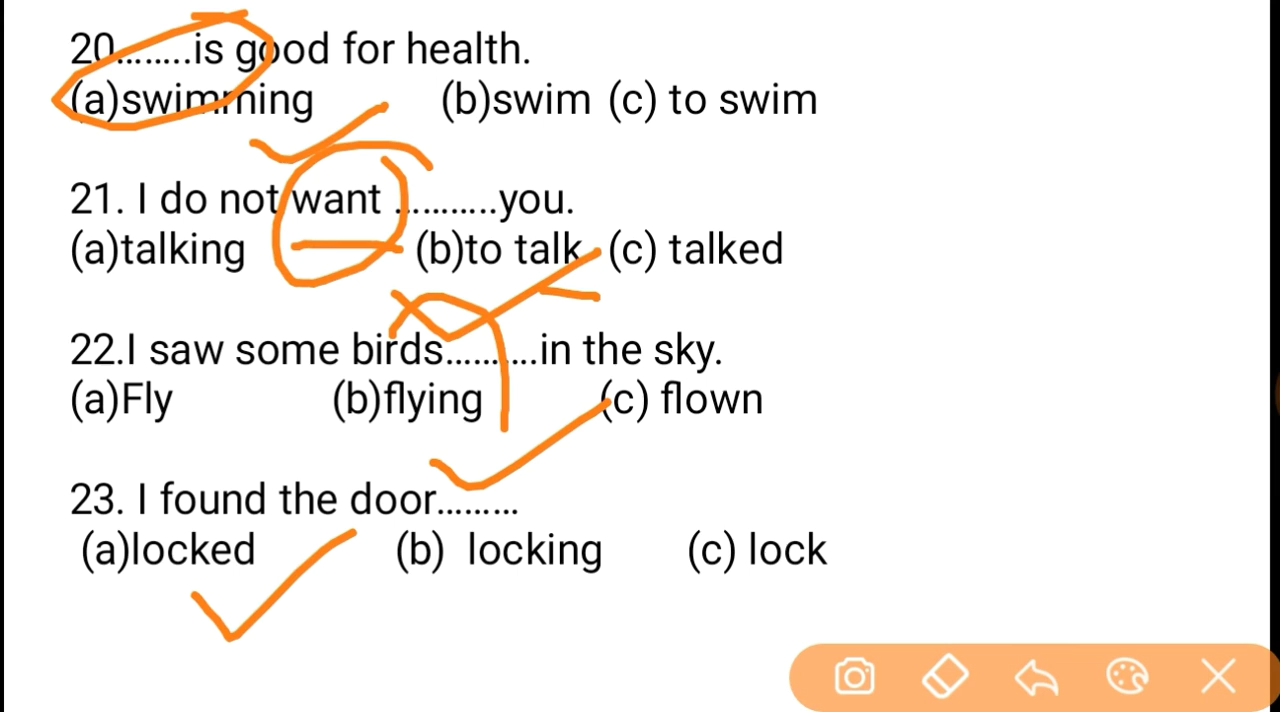 20........is good for health.
(a)swimming (b)swim (c) to swim
21. I do not want ..........you.
(a)talking (b)to talk (c) talked
22.I saw some birds..........in the sky.
(a)Fly (b)flying (c) flown
23. I found the door.........
(a)locked (b) locking (c) lock